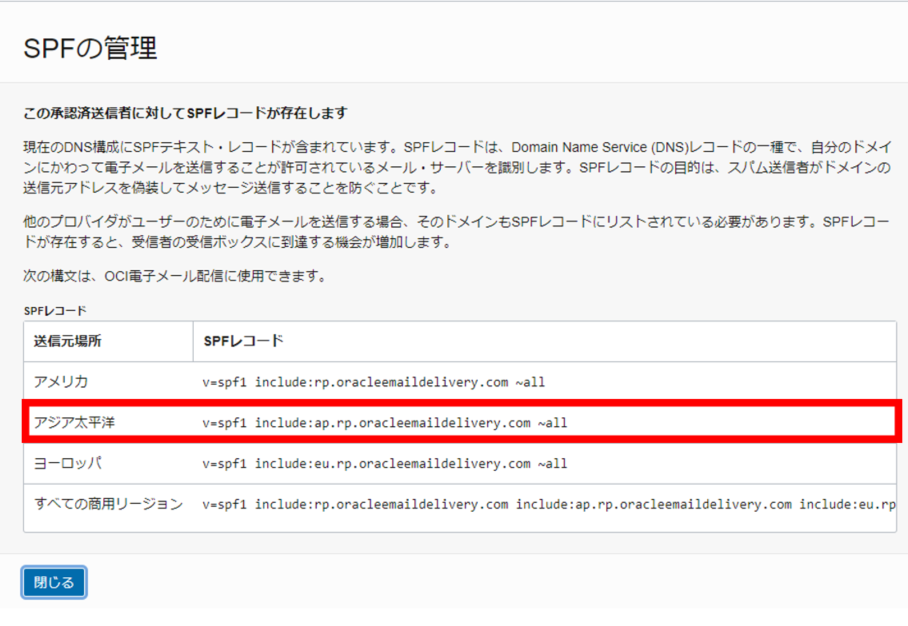 SPFの管理
この承認済送信者に対してSPFレコードが存在します
現在のDNS構成にSPFテキスト・レコードが含まれています。SPFレコードは、Domain Name Service (DNS)レコードの一種で、自分のドメイ
ンにかわって電子メールを送信することが許可されているメール・サーバーを識別します。SPFレコードの目的は、スパム送信者がドメインの
送信元アドレスを偽装してメッセージ送信することを防ぐことです。
他のプロバイダがユーザーのために電子メールを送信する場合、そのドメインもSPFレコードにリストされている必要があります。SPFレコー
ドが存在すると、受信者の受信ボックスに到達する機会が増加します。
次の構文は、OCI電子メール配信に使用できます。
SPFレコード
送信元場所 SPFレコード
アメリカ v=spf1 include:rp.oracleemaildelivery.com ~all
アジア太平洋 v=spf1 include:ap.rp.oracleemaildelivery.com ~all
ヨーロッパ v=spf1 include:eu.rp.oracleemaildelivery.com ~all
すべての商用リージョン v=spf1 include:rp.oracleemaildelivery.com include:ap.rp.oracleemaildelivery.com include:eu.rp
閉じる